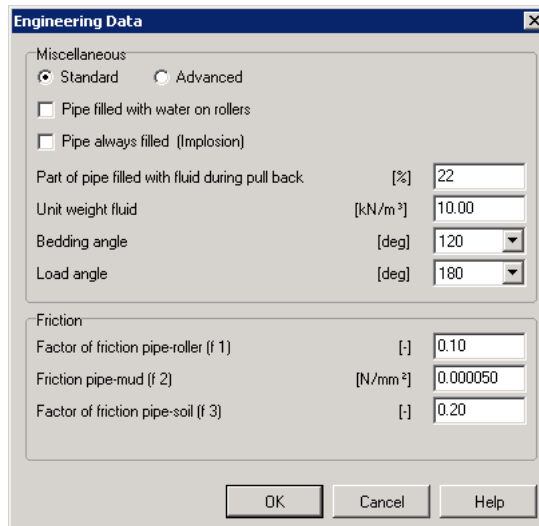 Engineering Data
Miscellaneous
Standard Advanced
Pipe filled with water on rollers
Pipe always filled (Implosion)
Part of pipe filled with fluid during pull back [%] 22
Unit weight fluid [kN/m³] 10.00
Bedding angle [deg] 120
Load angle [deg] 180
Friction
Factor of friction pipe-roller (f 1) [-] 0.10
Friction pipe-mud (f 2) [N/mm²] 0.000050
Factor of friction pipe-soil (f 3) [-] 0.20
OK Cancel Help